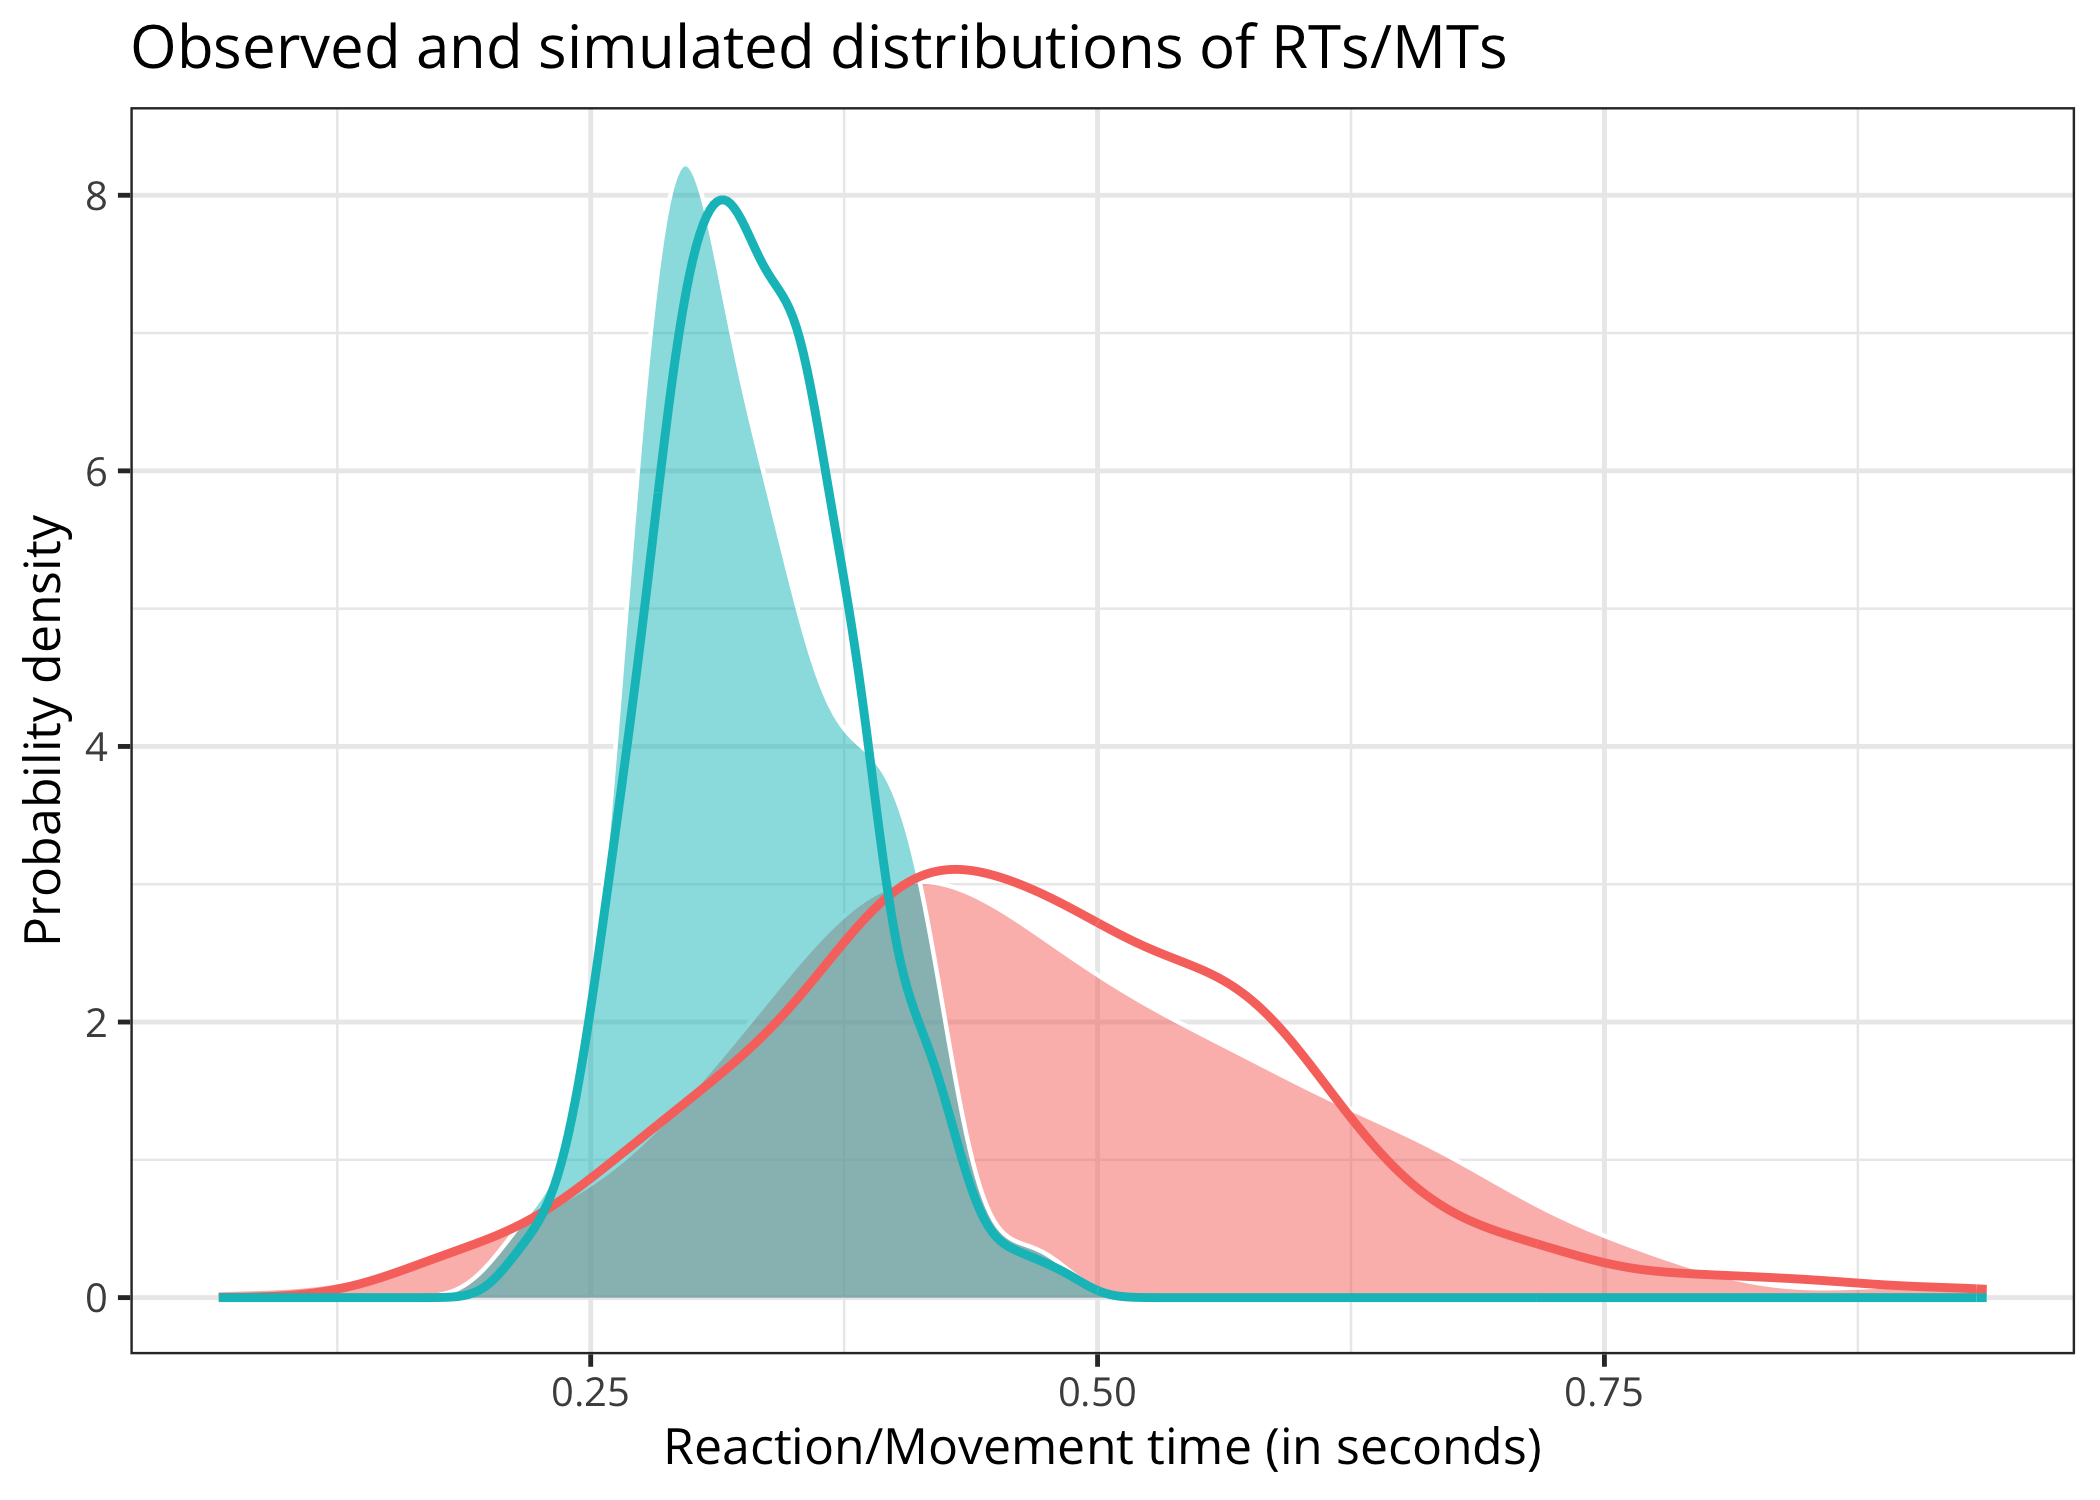 Observed and simulated distributions of RTs/MTs
Probability density
8
6
4
2
0
0.25 0.50 0.75
Reaction/Movement time (in seconds)